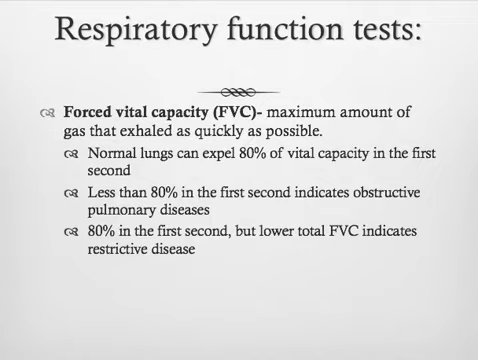 Respiratory function tests:
Forced vital capacity (FVC)- maximum amount of
gas that exhaled as quickly as possible.
Normal lungs can expel 80% of vital capacity in the first
second
Less than 80% in the first second indicates obstructive
pulmonary diseases
80% in the first second, but lower total FVC indicates
restrictive disease